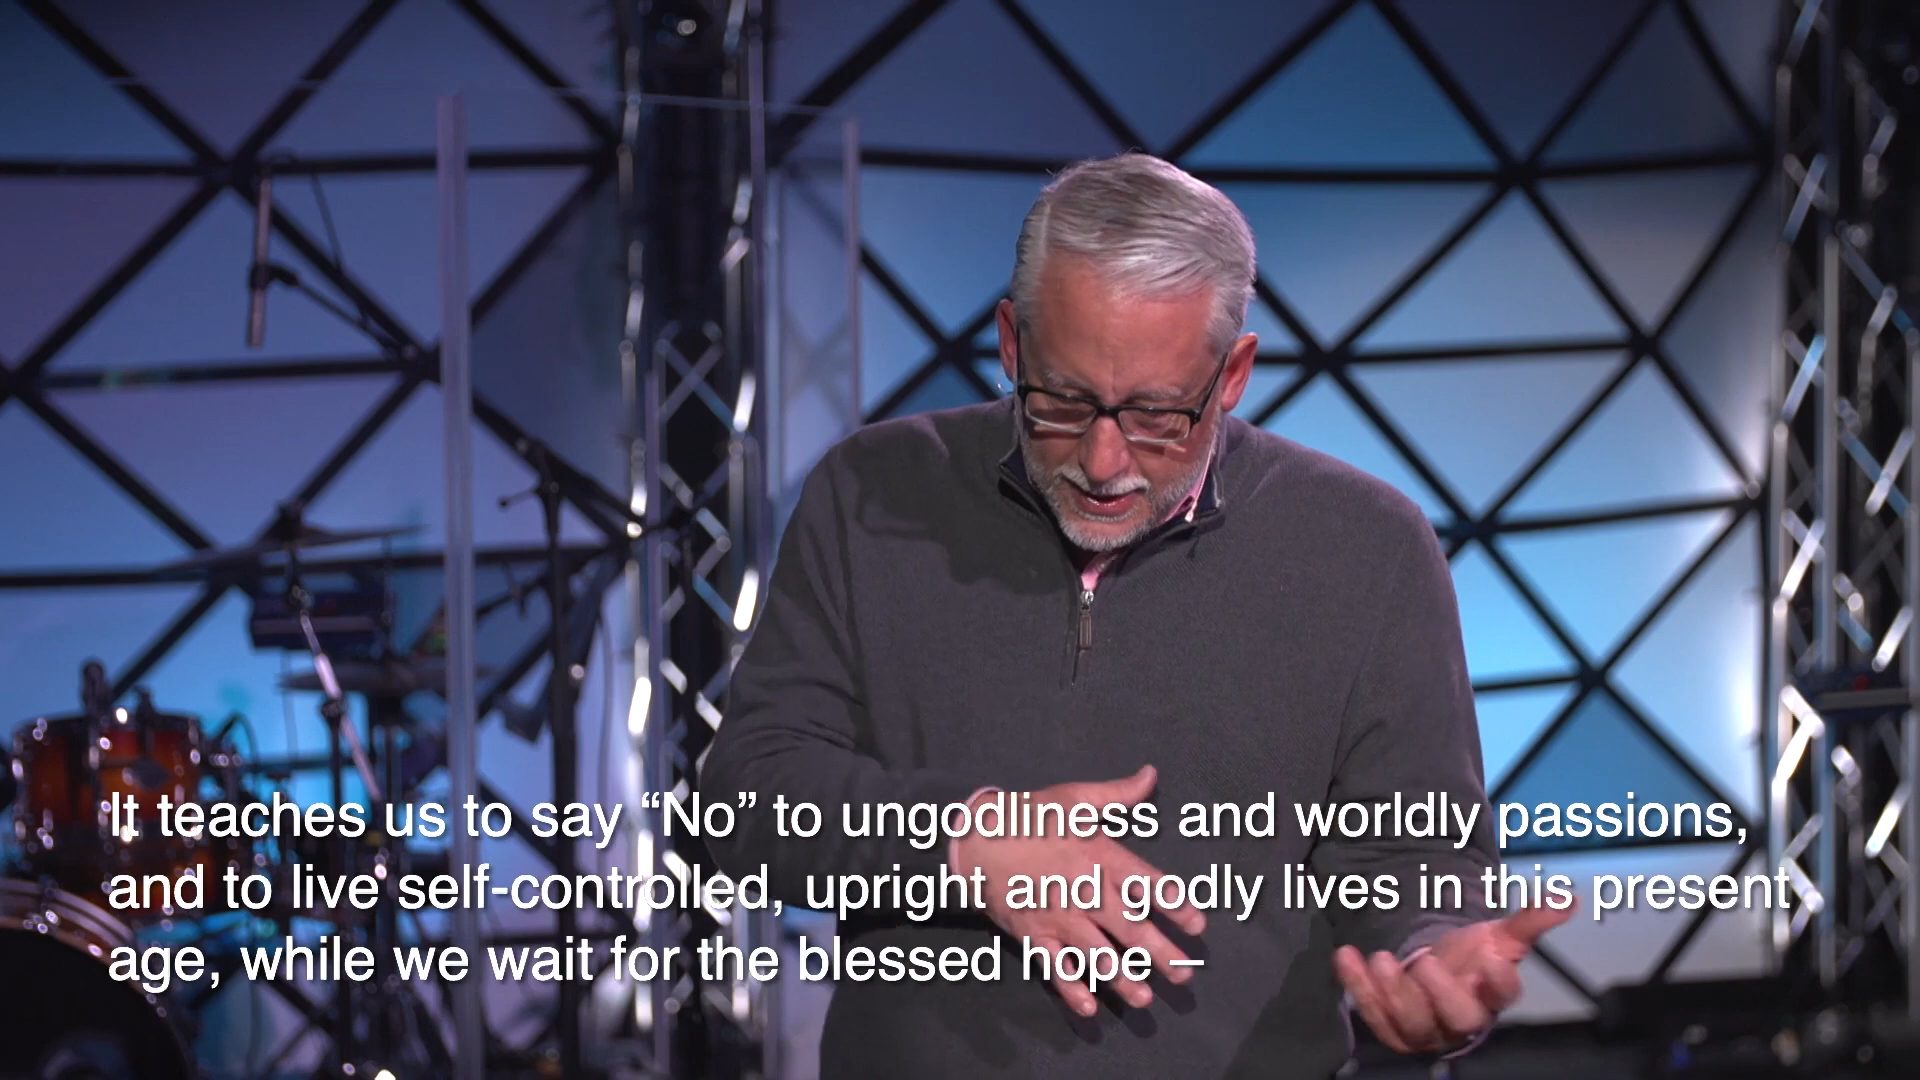 It teaches us to say “No” to ungodliness and worldly passions,
and to live self-controlled, upright and godly lives in this present
age, while we wait for the blessed hope –